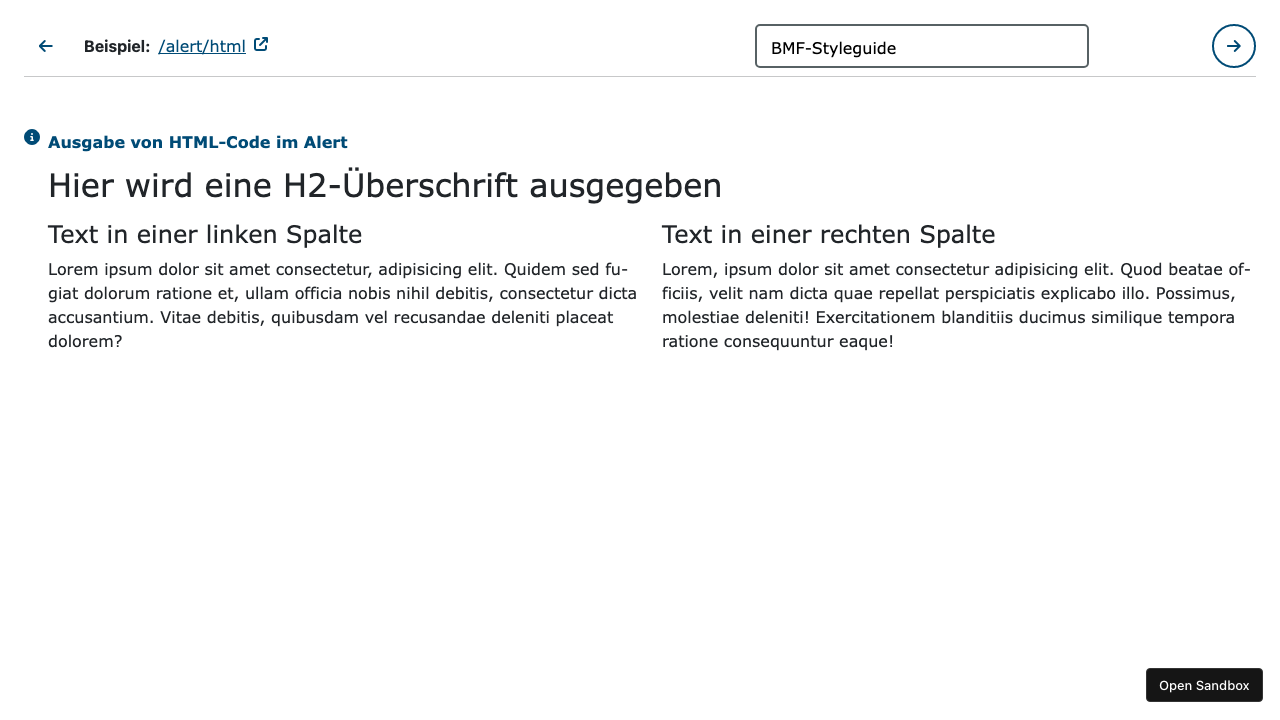 Beispiel: /alert/html
BMF-Styleguide
Ausgabe von HTML-Code im Alert
Hier wird eine H2-Überschrift ausgegeben
Text in einer linken Spalte
Lorem ipsum dolor sit amet consectetur, adipisicing elit. Quidem sed fu-
giat dolorum ratione et, ullam officia nobis nihil debitis, consectetur dicta
accusantium. Vitae debitis, quibusdam vel recusandae deleniti placeat
dolorem?
Text in einer rechten Spalte
Lorem, ipsum dolor sit amet consectetur adipisicing elit. Quod beatae of-
ficiis, velit nam dicta quae repellat perspiciatis explicabo illo. Possimus,
molestiae deleniti! Exercitationem blanditiis ducimus similique tempora
ratione consequuntur eaque!
Open Sandbox